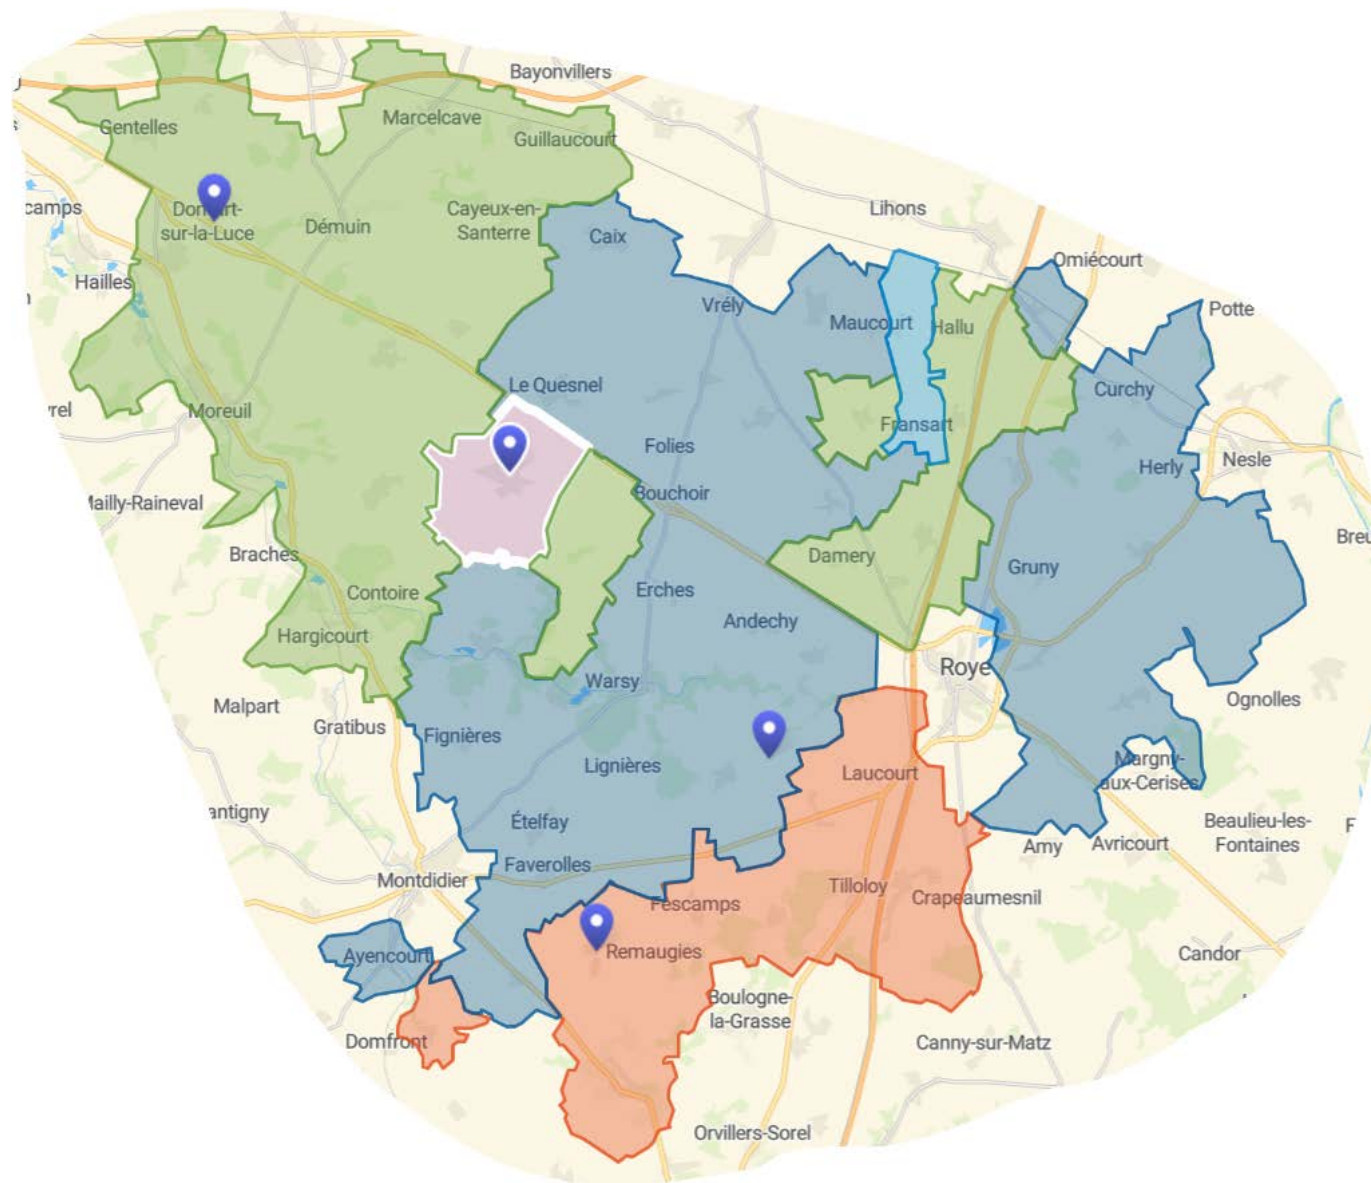 Bayonvillers
Marcelcave
Gentelles
Guillaucourt
camps
Lihons
Cayeux-en-
Santerre
Démuin
sur-la-Luce
Caix
Omiécourt
Hailles
Vrély
Potte
Maucourt
Hallu
Le Quesnel
Curchy
Moreuil
Fransart
Folies
Herly
Nesle
Bouchoir
Mailly-Raineval
Braches
Damery
Gruny
Contoire
Erches
Andechy
Hargicourt
Roye
Warsy
Ognolles
Malpart
Gratibus
Fignières
Lignières
Laucourt
Margny-
aux-Cerises
antigny
Ételfay
Beaulieu-les-
Fontaines
Amy
Avricourt
Faverolles
Montdidier
Tilloloy
Crapeaumesnil
Fescamps
Remaugies
Ayencourt
Candor
Boulogne-
la-Grasse
Domfront
Canny-sur-Matz
Orvillers-Sorel